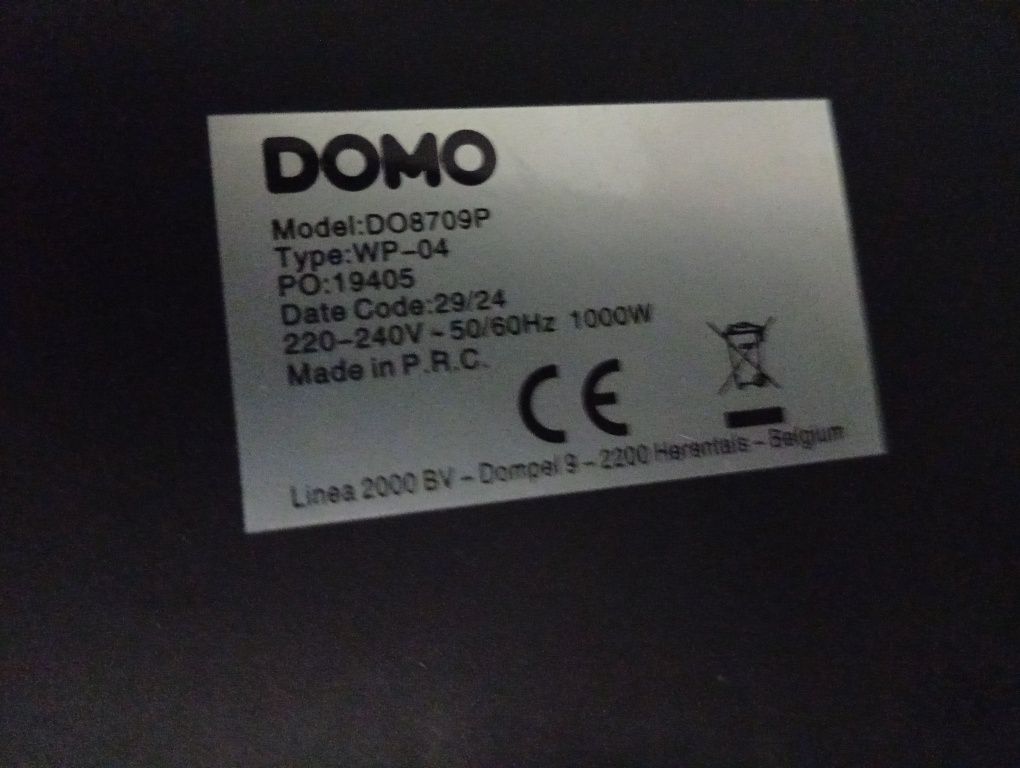 DOMO
Model:DO8709P
Type:WP-04
PO:19405
Date Code:29/24
220-240V ~ 50/60Hz 1000W
Made in P.R.C.
CE
Linea 2000 BV - Dompel 9 - 2200 Herentals - Belgium